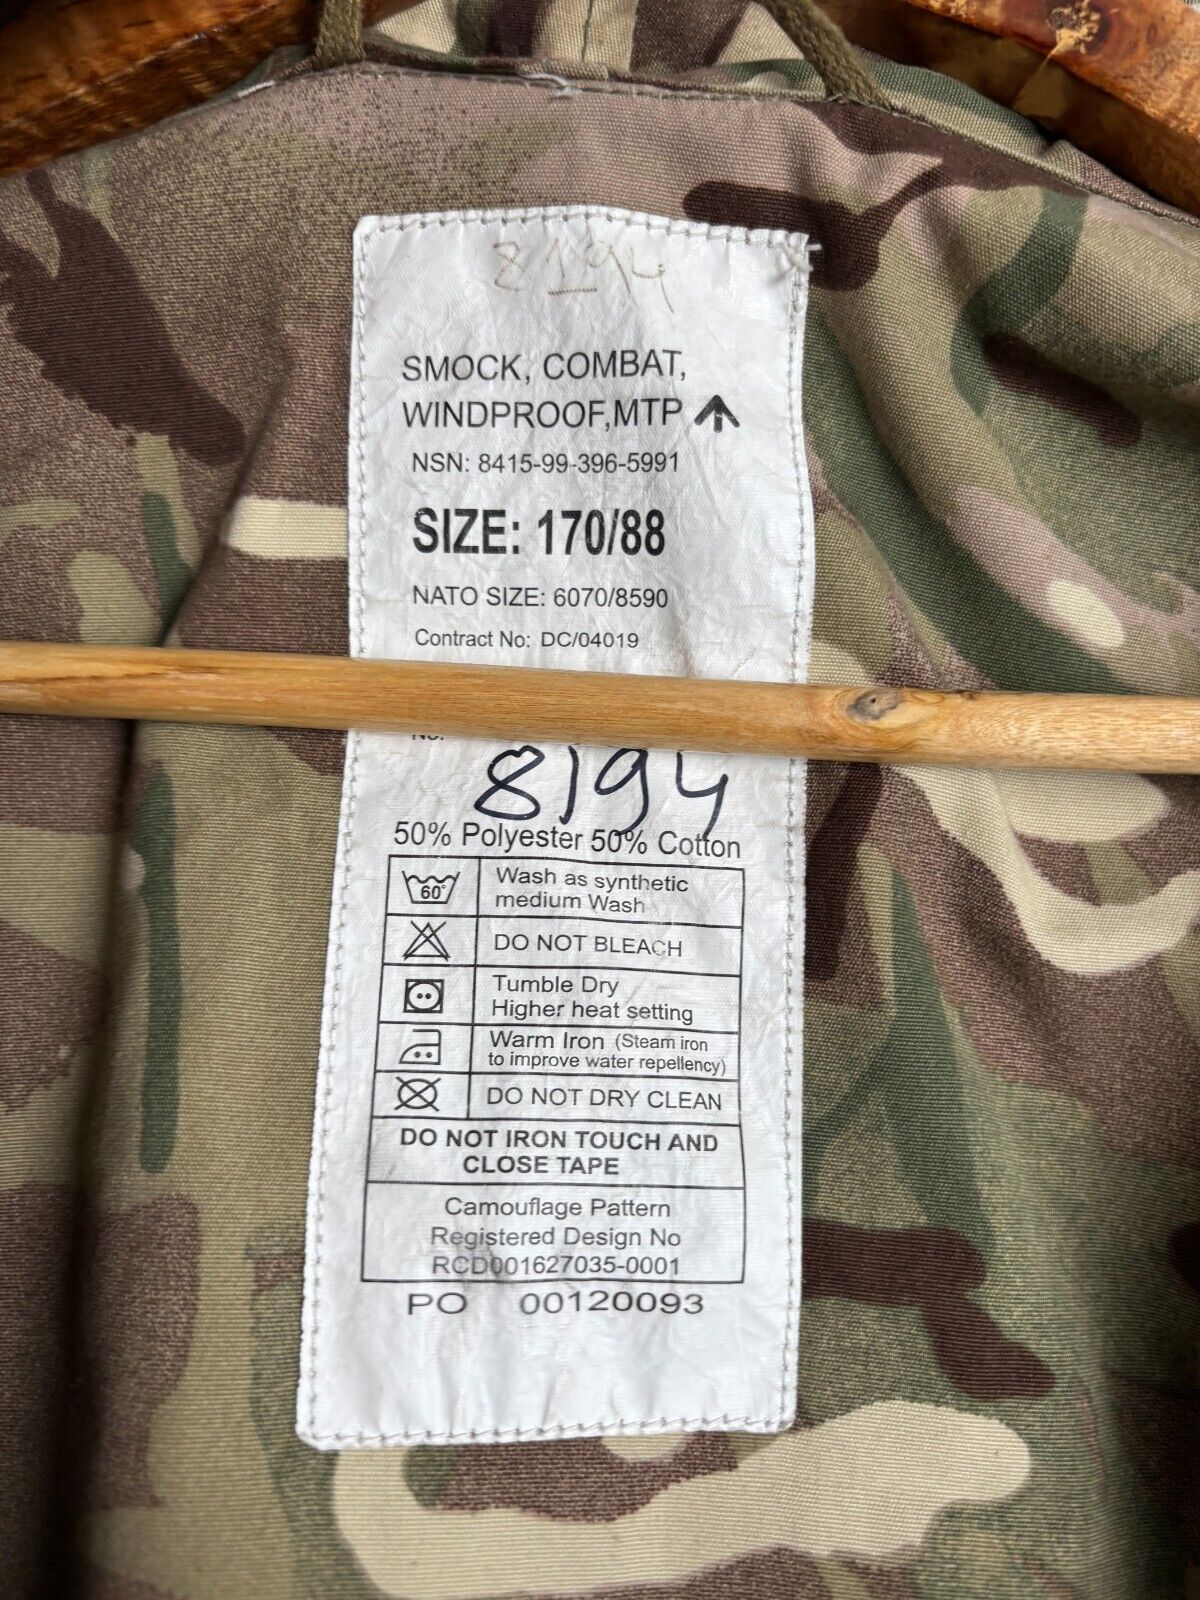 8194
SMOCK, COMBAT,
WINDPROOF,MTP
NSN: 8415-99-396-5991
SIZE: 170/88
NATO SIZE: 6070/8590
Contract No: DC/04019
No.
8194
50% Polyester 50% Cotton
60° Wash as synthetic
medium Wash
DO NOT BLEACH
Tumble Dry
Higher heat setting
Warm Iron (Steam iron
to improve water repellency)
DO NOT DRY CLEAN
DO NOT IRON TOUCH AND
CLOSE TAPE
Camouflage Pattern
Registered Design No
RCD001627035-0001
PO 00120093